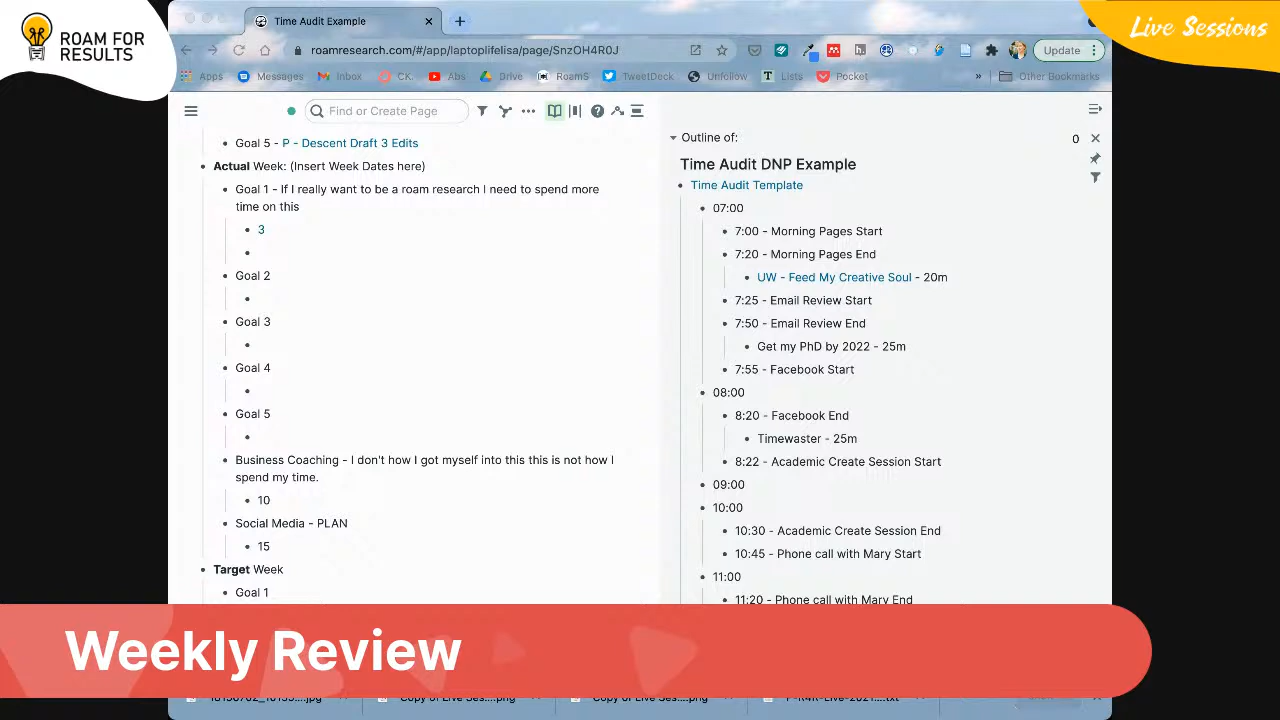 ROAM FOR
RESULTS
Live Sessions
Time Audit Example
roamresearch.com/#/app/laptoplifelisa/page/SnzOH4R0J
Update
Apps
Messages
Inbox
CK.
Abs
Drive
RoamS
TweetDeck
Unfollow
Lists
Pocket
»
Other Bookmarks
Find or Create Page
Goal 5 - P - Descent Draft 3 Edits
Actual Week: (Insert Week Dates here)
Goal 1 - If I really want to be a roam research I need to spend more
time on this
3
Goal 2
Goal 3
Goal 4
Goal 5
Business Coaching - I don't how I got myself into this this is not how I
spend my time.
10
Social Media - PLAN
15
Target Week
Goal 1
Outline of:
0
Time Audit DNP Example
Time Audit Template
07:00
7:00 - Morning Pages Start
7:20 - Morning Pages End
UW - Feed My Creative Soul - 20m
7:25 - Email Review Start
7:50 - Email Review End
Get my PhD by 2022 - 25m
7:55 - Facebook Start
08:00
8:20 - Facebook End
Timewaster - 25m
8:22 - Academic Create Session Start
09:00
10:00
10:30 - Academic Create Session End
10:45 - Phone call with Mary Start
11:00
11:20 - Phone call with Mary End
Weekly Review